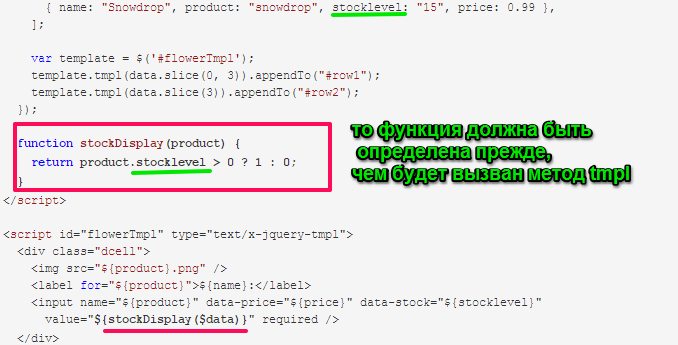 { name: "Snowdrop", product: "snowdrop", stocklevel: "15", price: 0.99 },
];
var template = $('#flowerTmpl');
template.tmpl(data.slice(0, 3)).appendTo("#row1");
template.tmpl(data.slice(3)).appendTo("#row2");
});
function stockDisplay(product) {
return product.stocklevel > 0 ? 1 : 0;
}
то функция должна быть
определена прежде,
чем будет вызван метод tmpl
</script>
<script id="flowerTmpl" type="text/x-jquery-tmpl">
<div class="dcell">
<img src="${product}.png" />
<label for="${product}">${name}:</label>
<input name="${product}" data-price="${price}" data-stock="${stocklevel}"
value="${stockDisplay($data)}" required />
</div>